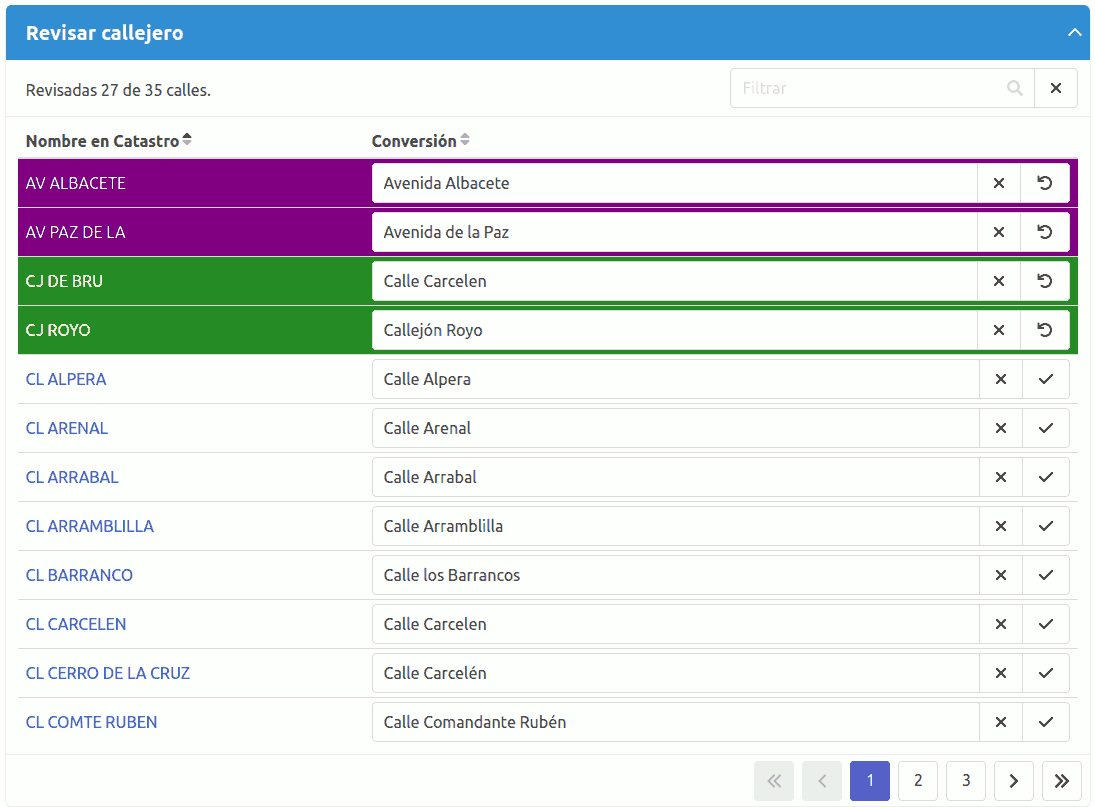 Revisar callejero
Revisadas 27 de 35 calles.
Filtrar
Nombre en Catastro Conversión
AV ALBACETE Avenida Albacete
AV PAZ DE LA Avenida de la Paz
CJ DE BRU Calle Carcelen
CJ ROYO Callejón Royo
CL ALPERA Calle Alpera
CL ARENAL Calle Arenal
CL ARRABAL Calle Arrabal
CL ARRAMBLILLA Calle Arramblilla
CL BARRANCO Calle los Barrancos
CL CARCELEN Calle Carcelen
CL CERRO DE LA CRUZ Calle Carcelén
CL COMTE RUBEN Calle Comandante Rubén
1 2 3